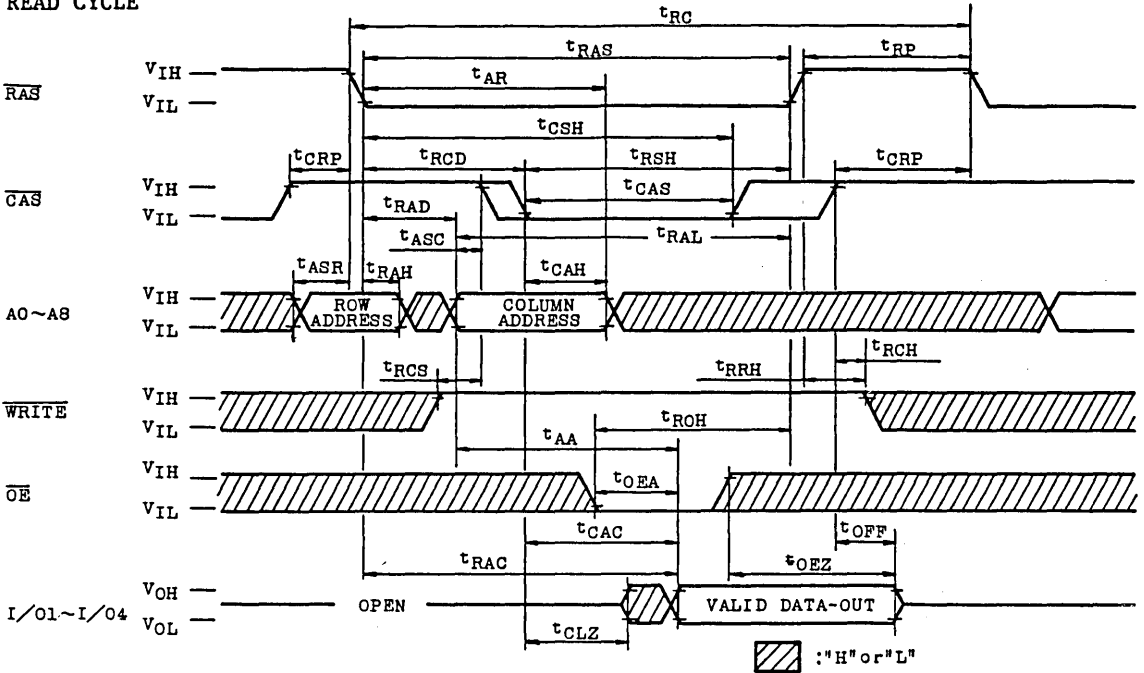 READ CYCLE
tRC
tRAS
tRP
tAR
RAS
VIH
VIL
tCSH
tCRP
tRCD
tRSH
tCRP
CAS
VIH
VIL
tCAS
tRAD
tASC
tRAL
tASR
tRAH
tCAH
A0~A8
VIH
VIL
ROW
ADDRESS
COLUMN
ADDRESS
tRCS
tRRH
tRCH
WRITE
VIH
VIL
tAA
tROH
OE
VIH
VIL
tOEA
tCAC
tOFF
tRAC
tOEZ
I/O1~I/O4
VOH
VOL
OPEN
VALID DATA-OUT
tCLZ
:"H"or"L"